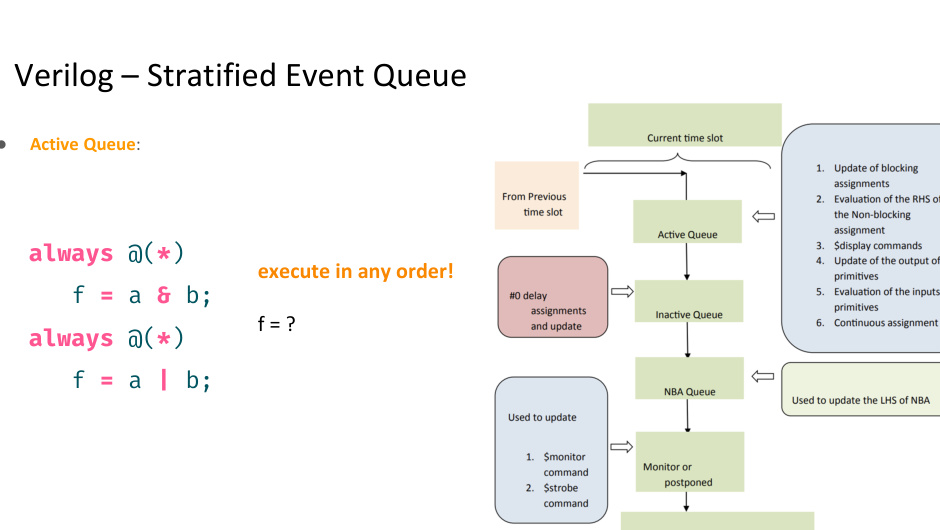 Verilog – Stratified Event Queue
Active Queue:
always @(*)
f = a & b;
always @(*)
f = a | b;
execute in any order!
f = ?
Current time slot
From Previous
time slot
Active Queue
#0 delay
assignments
and update
Inactive Queue
NBA Queue
Used to update
1. $monitor
command
2. $strobe
command
Monitor or
postponed
1. Update of blocking
assignments
2. Evaluation of the RHS of
the Non-blocking
assignment
3. $display commands
4. Update of the output of
primitives
5. Evaluation of the inputs
primitives
6. Continuous assignment
Used to update the LHS of NBA